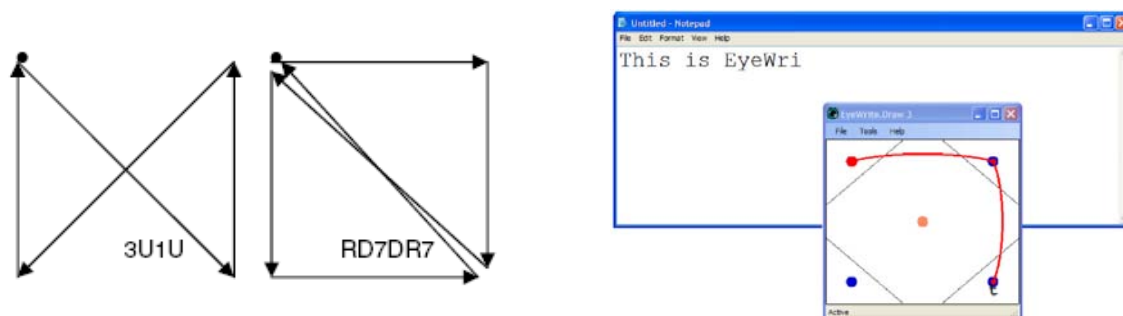 3U1U
RD7DR7
Untitled - Notepad
File Edit Format View Help
This is EyeWri
EyeWrite.Draw 3
File Tools Help
t
Active